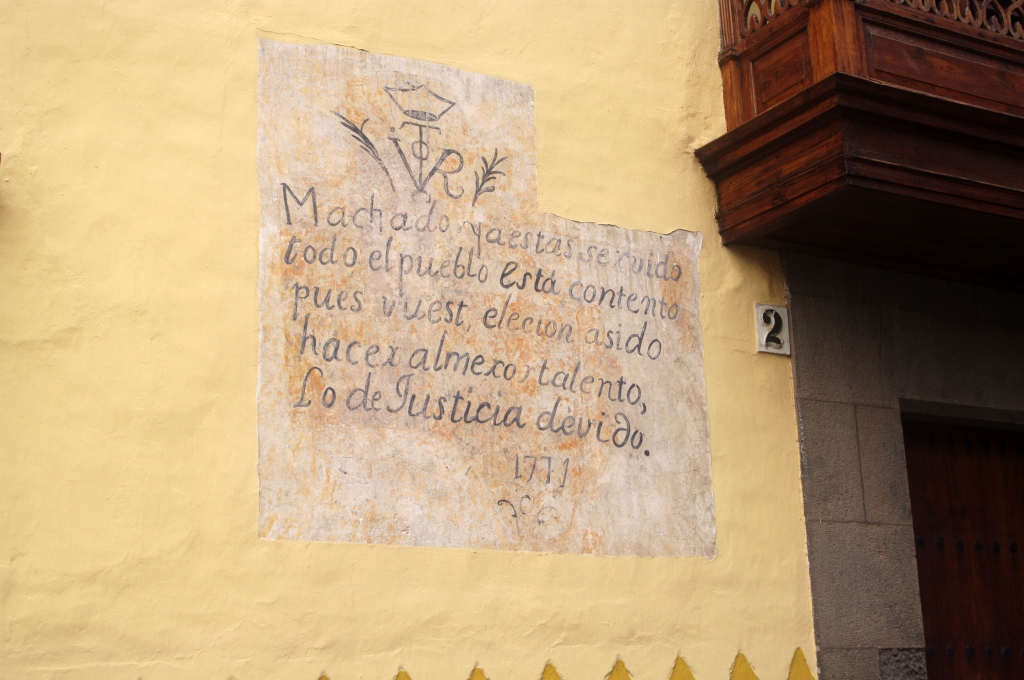 VTOR
Machado, ya estas servido
todo el pueblo está contento
pues vuest, elecion asido
hacer al mexor talento,
Lo de Justicia devido.
1771
2